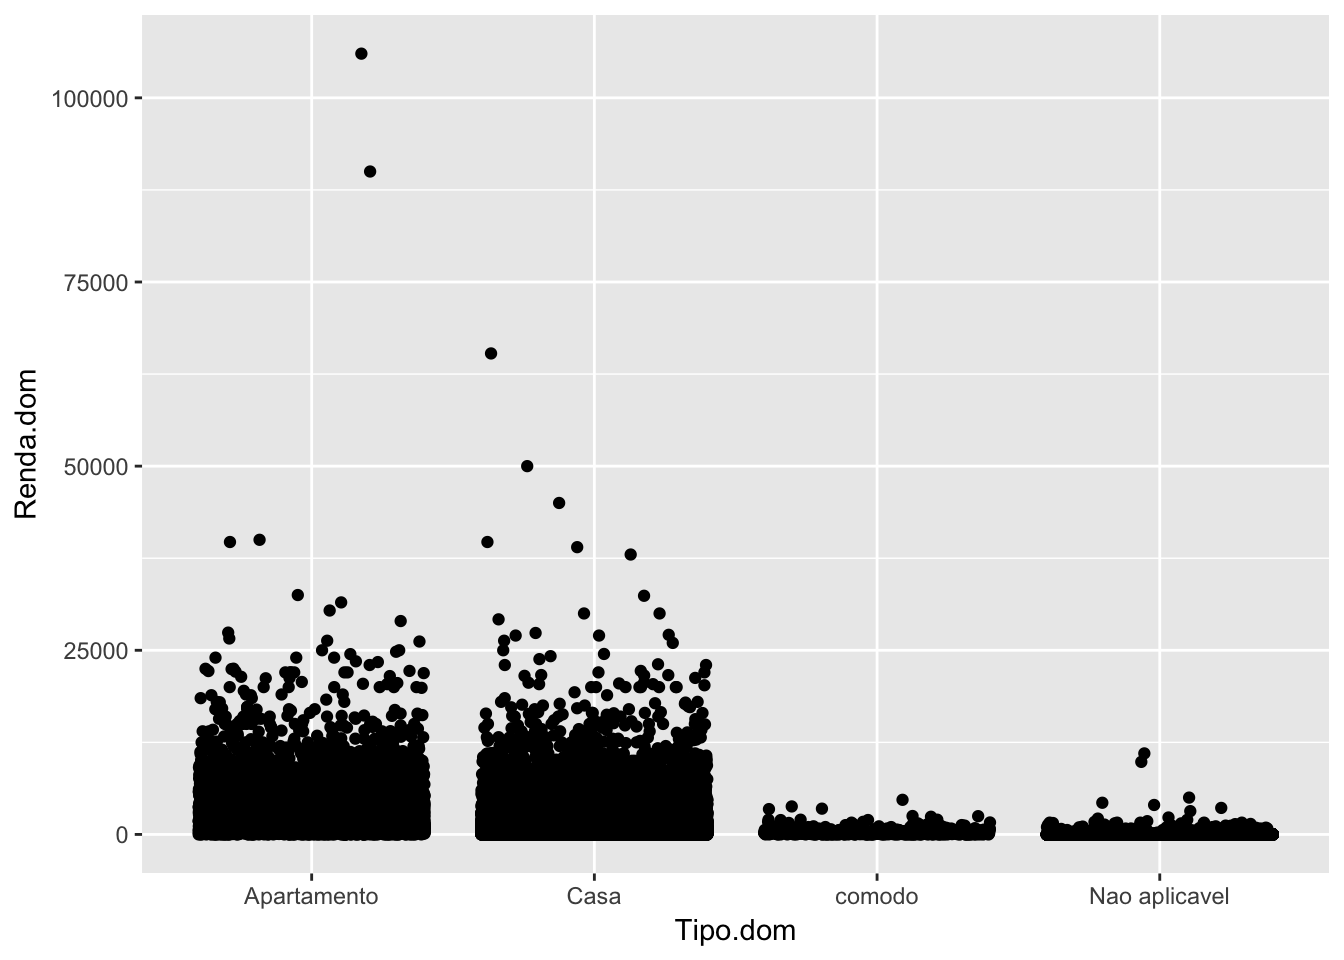 100000
75000
50000
25000
0
Renda.dom
Apartamento
Casa
comodo
Nao aplicavel
Tipo.dom